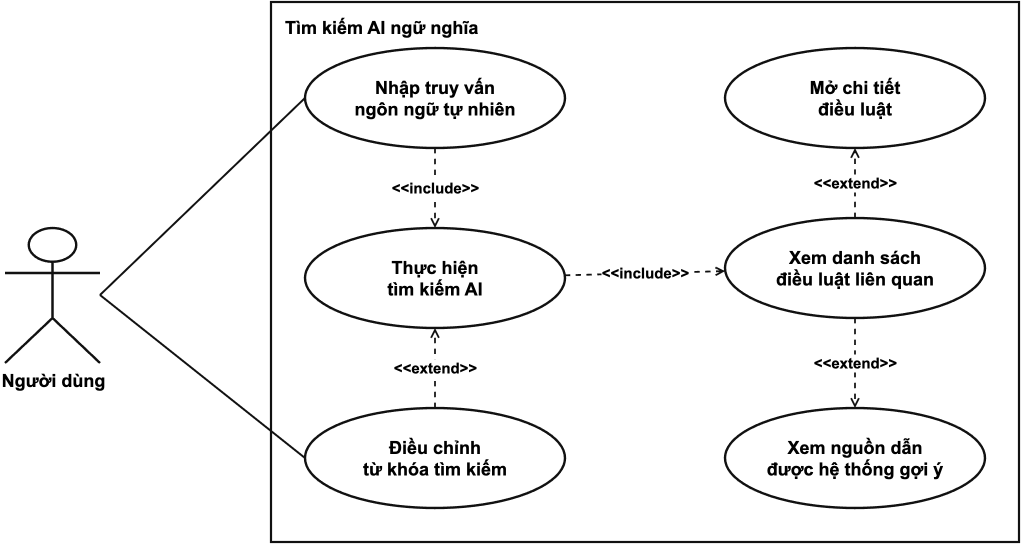 Tìm kiếm AI ngữ nghĩa
Nhập truy vấn
ngôn ngữ tự nhiên
Mở chi tiết
điều luật
<<include>>
<<extend>>
Thực hiện
tìm kiếm AI
<<include>>
Xem danh sách
điều luật liên quan
<<extend>>
<<extend>>
Người dùng
Điều chỉnh
từ khóa tìm kiếm
Xem nguồn dẫn
được hệ thống gợi ý